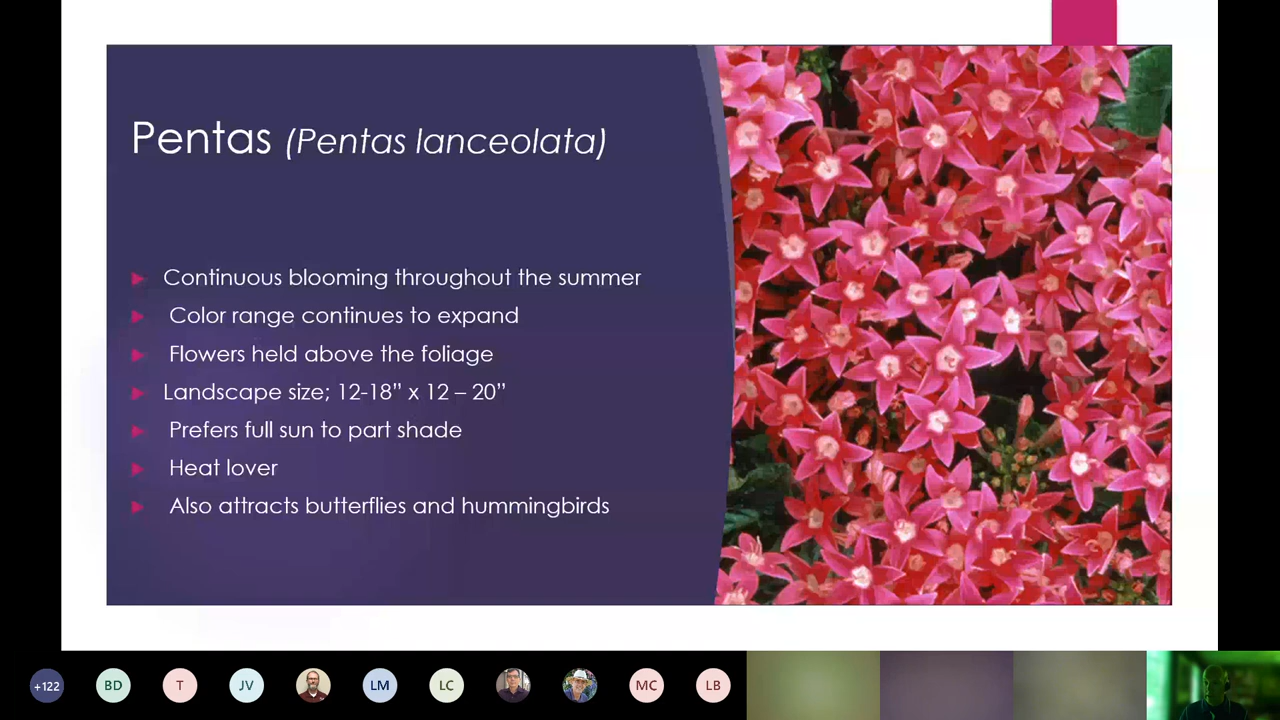 Pentas (Pentas lanceolata)
Continuous blooming throughout the summer
Color range continues to expand
Flowers held above the foliage
Landscape size; 12-18” x 12 – 20”
Prefers full sun to part shade
Heat lover
Also attracts butterflies and hummingbirds
+122 BD T JV LM LC MC LB